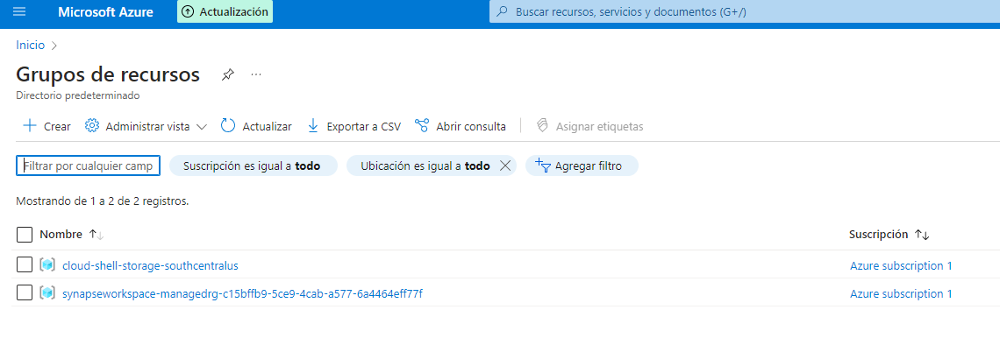 Microsoft Azure Actualización Buscar recursos, servicios y documentos (G+/)
Inicio
Grupos de recursos ...
Directorio predeterminado
Crear Administrar vista Actualizar Exportar a CSV Abrir consulta Asignar etiquetas
Filtrar por cualquier camp Suscripción es igual a todo Ubicación es igual a todo Agregar filtro
Mostrando de 1 a 2 de 2 registros.
Nombre Suscripción
cloud-shell-storage-southcentralus Azure subscription 1
synapseworkspace-managedrg-c15bffb9-5ce9-4cab-a577-6a4464eff77f Azure subscription 1